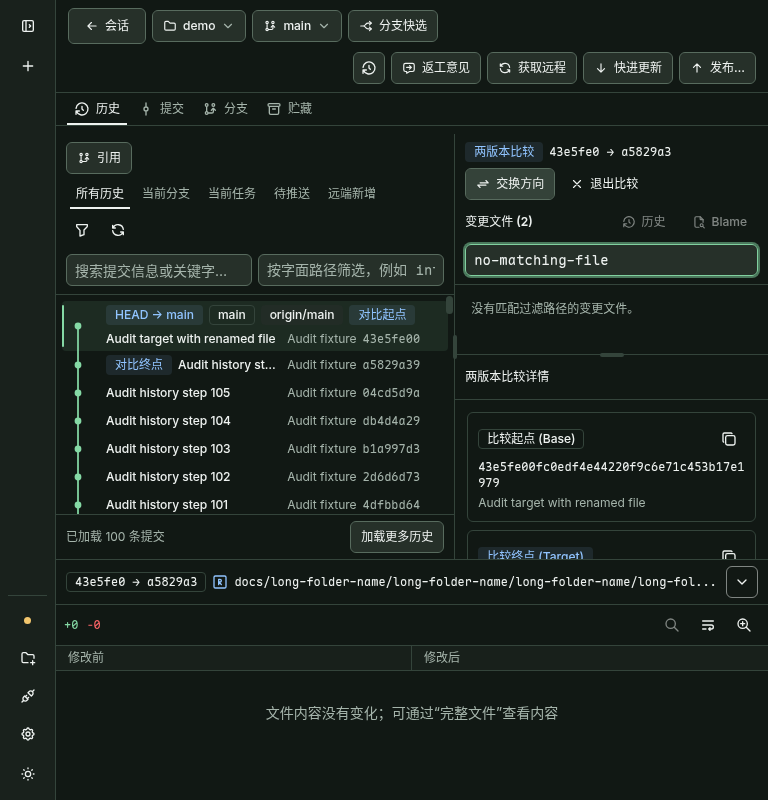 会话 demo main 分支快选
返工意见 获取远程 快进更新 发布...
历史 提交 分支 贮藏
引用
所有历史 当前分支 当前任务 待推送 远端新增
搜索提交信息或关键字... 按字面路径筛选，例如 in
HEAD → main main origin/main 对比起点
Audit target with renamed file Audit fixture 43e5fe00
对比终点 Audit history st... Audit fixture a5829a39
Audit history step 105 Audit fixture 04cd5d9a
Audit history step 104 Audit fixture db4d4a29
Audit history step 103 Audit fixture b1a997d3
Audit history step 102 Audit fixture 2d6d6d73
Audit history step 101 Audit fixture 4dfbbd64
已加载 100 条提交 加载更多历史
两版本比较 43e5fe0 → a5829a3
交换方向 退出比较
变更文件 (2) 历史 Blame
no-matching-file
没有匹配过滤路径的变更文件。
两版本比较详情
比较起点 (Base)
43e5fe00fc0edf4e44220f9c6e71c453b17e1
979
Audit target with renamed file
比较终点 (Target)
43e5fe0 → a5829a3 R docs/long-folder-name/long-folder-name/long-folder-name/long-fol...
+0 -0
修改前 修改后
文件内容没有变化；可通过“完整文件”查看内容